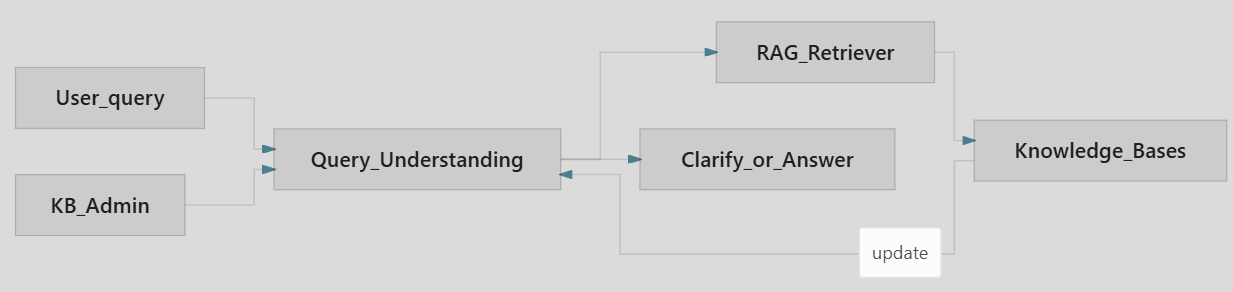 User_query
KB_Admin
Query_Understanding
RAG_Retriever
Clarify_or_Answer
Knowledge_Bases
update